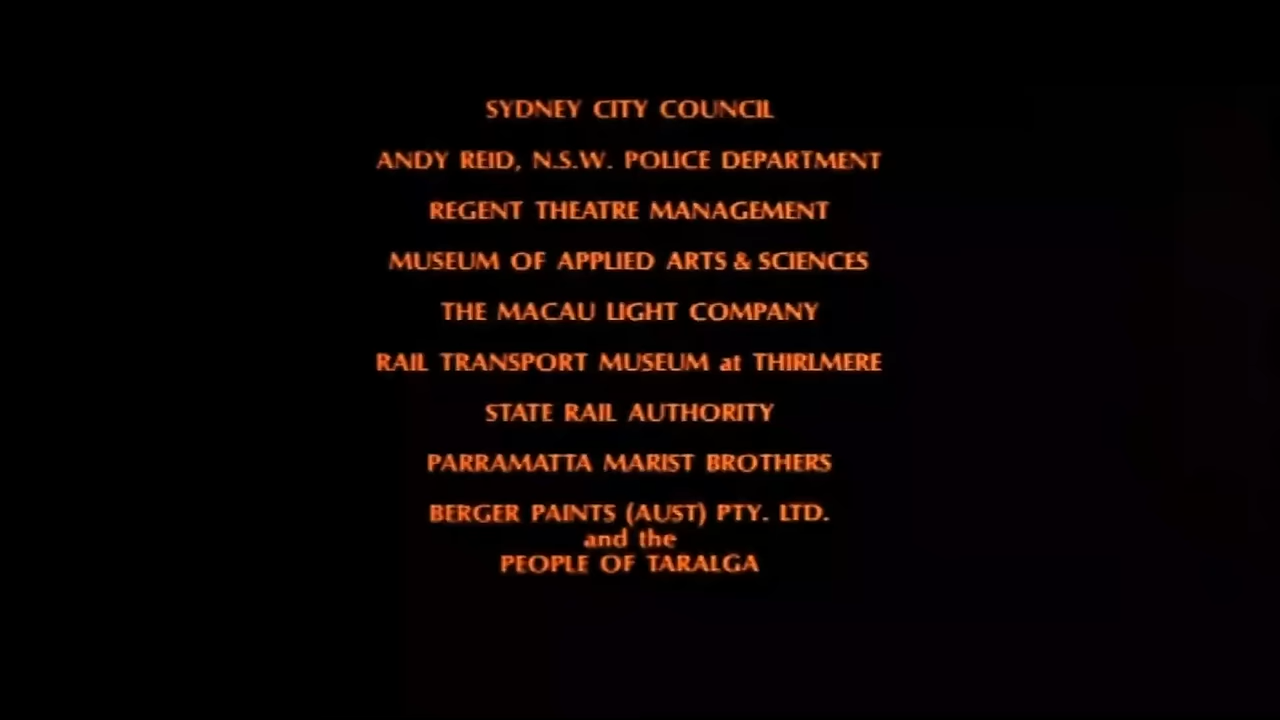 SYDNEY CITY COUNCIL
ANDY REID, N.S.W. POLICE DEPARTMENT
REGENT THEATRE MANAGEMENT
MUSEUM OF APPLIED ARTS & SCIENCES
THE MACAU LIGHT COMPANY
RAIL TRANSPORT MUSEUM at THIRLMERE
STATE RAIL AUTHORITY
PARRAMATTA MARIST BROTHERS
BERGER PAINTS (AUST) PTY. LTD.
and the
PEOPLE OF TARALGA